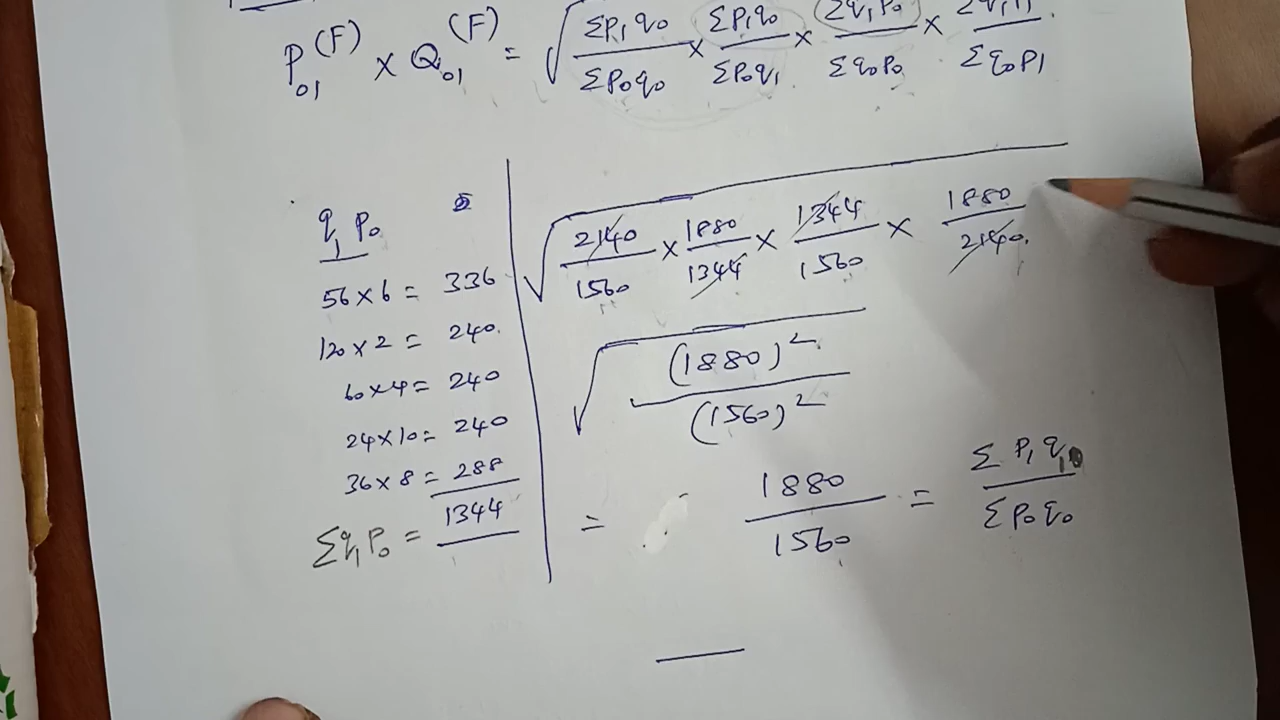 P₀₁^(F) × Q₀₁^(F) = √ Σp₁q₀/Σp₀q₀ × Σp₁q₀/Σp₀q₁ × Σq₁p₀/Σq₀p₀ × /Σq₀p₁
q₁ p₀
56×6 = 336
120×2 = 240.
60×4 = 240
24×10 = 240
36×8 = 288
Σq₁p₀ = 1344
√ 2140/1560 × 1880/1344 × 1344/1560 × 1880/2140.
√ (1880)²/(1560)²
= 1880/1560 = Σp₁q₁/Σp₀q₀